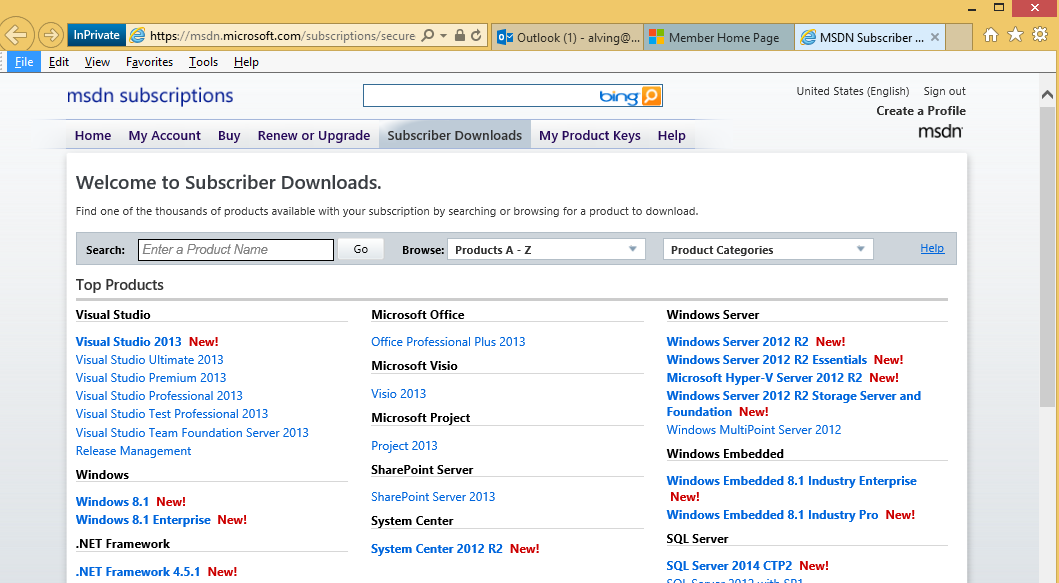 InPrivate https://msdn.microsoft.com/subscriptions/secure Outlook (1) - alving@... Member Home Page MSDN Subscriber ...
File Edit View Favorites Tools Help
msdn subscriptions
bing
United States (English) Sign out
Create a Profile
msdn
Home My Account Buy Renew or Upgrade Subscriber Downloads My Product Keys Help
Welcome to Subscriber Downloads.
Find one of the thousands of products available with your subscription by searching or browsing for a product to download.
Search: Enter a Product Name Go Browse: Products A - Z Product Categories Help
Top Products
Visual Studio
Visual Studio 2013 New!
Visual Studio Ultimate 2013
Visual Studio Premium 2013
Visual Studio Professional 2013
Visual Studio Test Professional 2013
Visual Studio Team Foundation Server 2013
Release Management
Windows
Windows 8.1 New!
Windows 8.1 Enterprise New!
.NET Framework
.NET Framework 4.5.1 New!
Microsoft Office
Office Professional Plus 2013
Microsoft Visio
Visio 2013
Microsoft Project
Project 2013
SharePoint Server
SharePoint Server 2013
System Center
System Center 2012 R2 New!
Windows Server
Windows Server 2012 R2 New!
Windows Server 2012 R2 Essentials New!
Microsoft Hyper-V Server 2012 R2 New!
Windows Server 2012 R2 Storage Server and
Foundation New!
Windows MultiPoint Server 2012
Windows Embedded
Windows Embedded 8.1 Industry Enterprise
New!
Windows Embedded 8.1 Industry Pro New!
SQL Server
SQL Server 2014 CTP2 New!
SQL Server 2012 with SP1